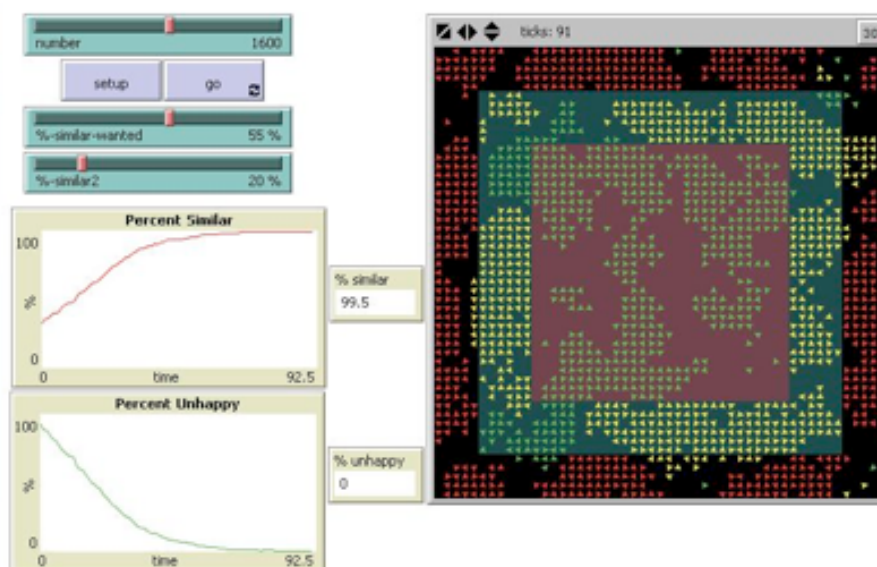 number 1600
setup go
%-similar-wanted 55 %
%-similar2 20 %
Percent Similar
100
%
0
0 time 92.5
% similar
99.5
Percent Unhappy
100
%
0
0 time 92.5
% unhappy
0
ticks: 91